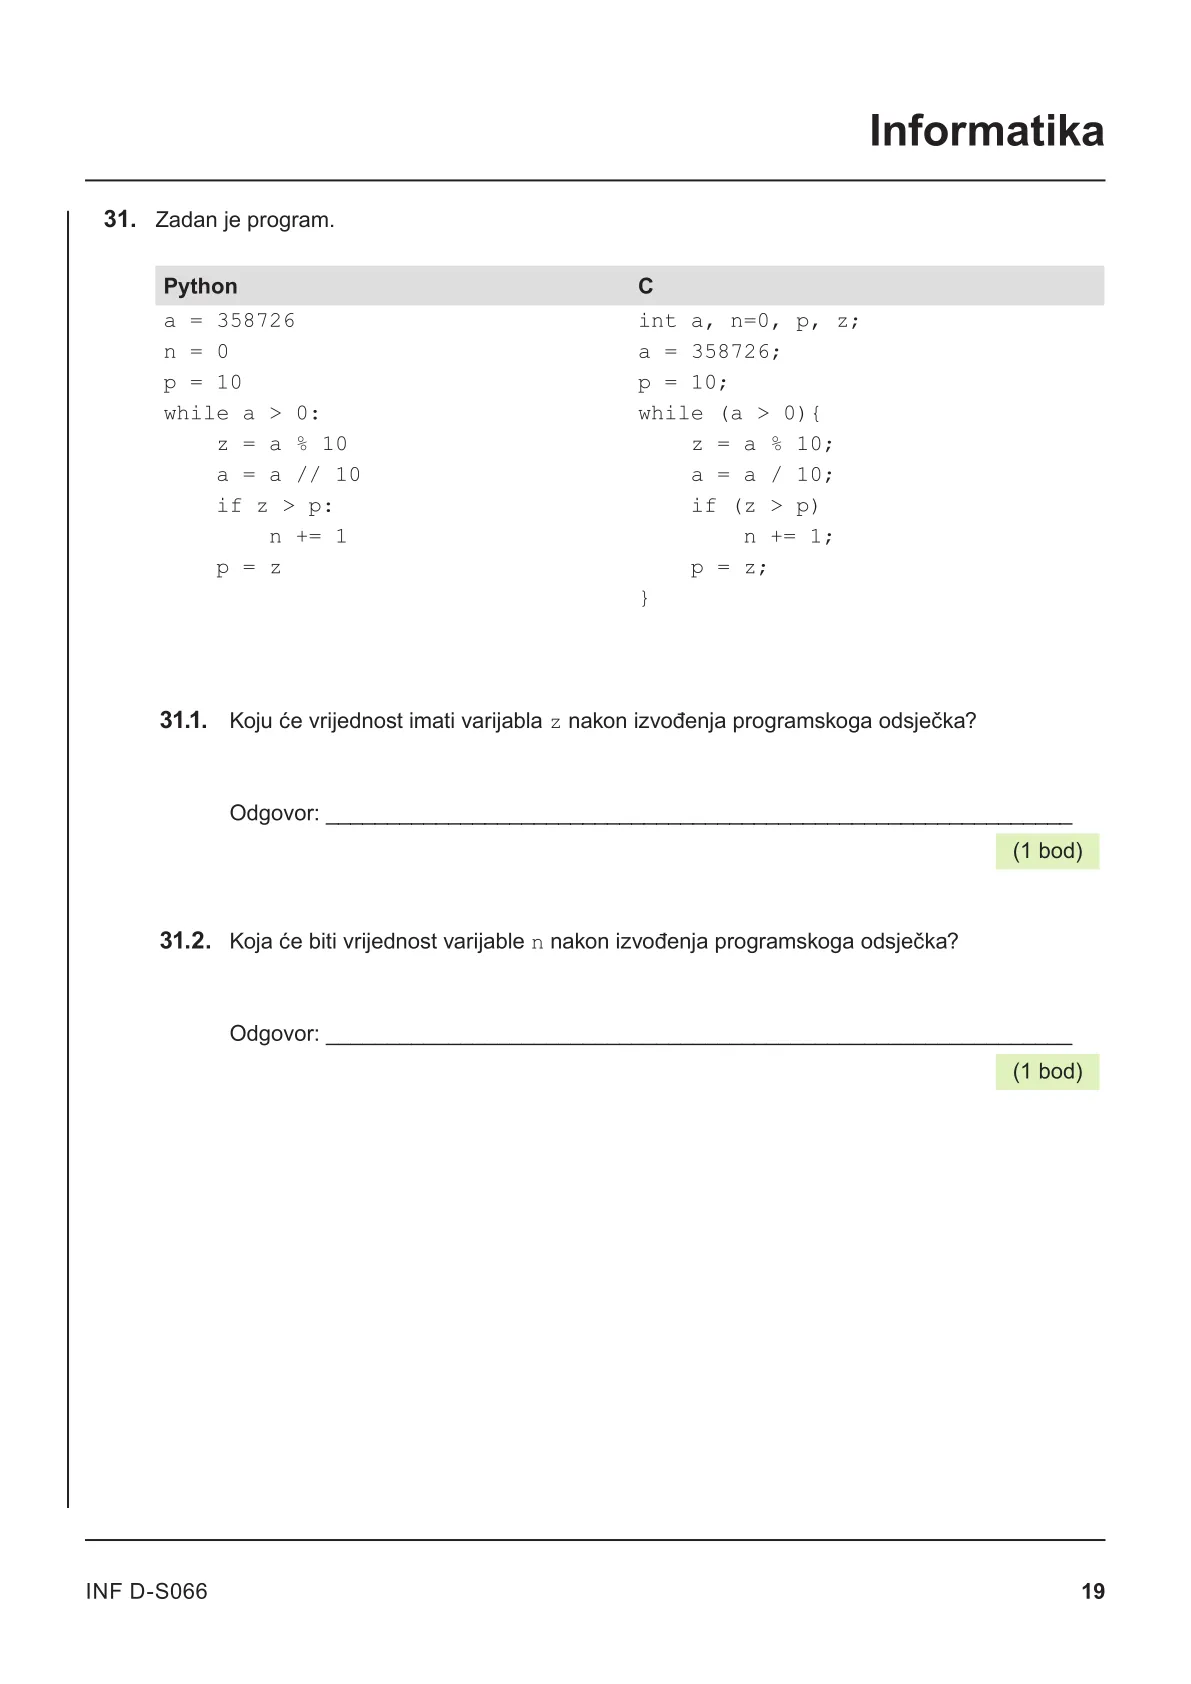 Informatika
31. Zadan je program.
Python C
a = 358726 int a, n=0, p, z;
n = 0 a = 358726;
p = 10 p = 10;
while a > 0: while (a > 0){
    z = a % 10     z = a % 10;
    a = a // 10     a = a / 10;
    if z > p:     if (z > p)
        n += 1         n += 1;
    p = z     p = z;
}
31.1. Koju će vrijednost imati varijabla z nakon izvođenja programskoga odsječka?
Odgovor: _____________________________________________________________
(1 bod)
31.2. Koja će biti vrijednost varijable n nakon izvođenja programskoga odsječka?
Odgovor: _____________________________________________________________
(1 bod)
INF D-S066 19